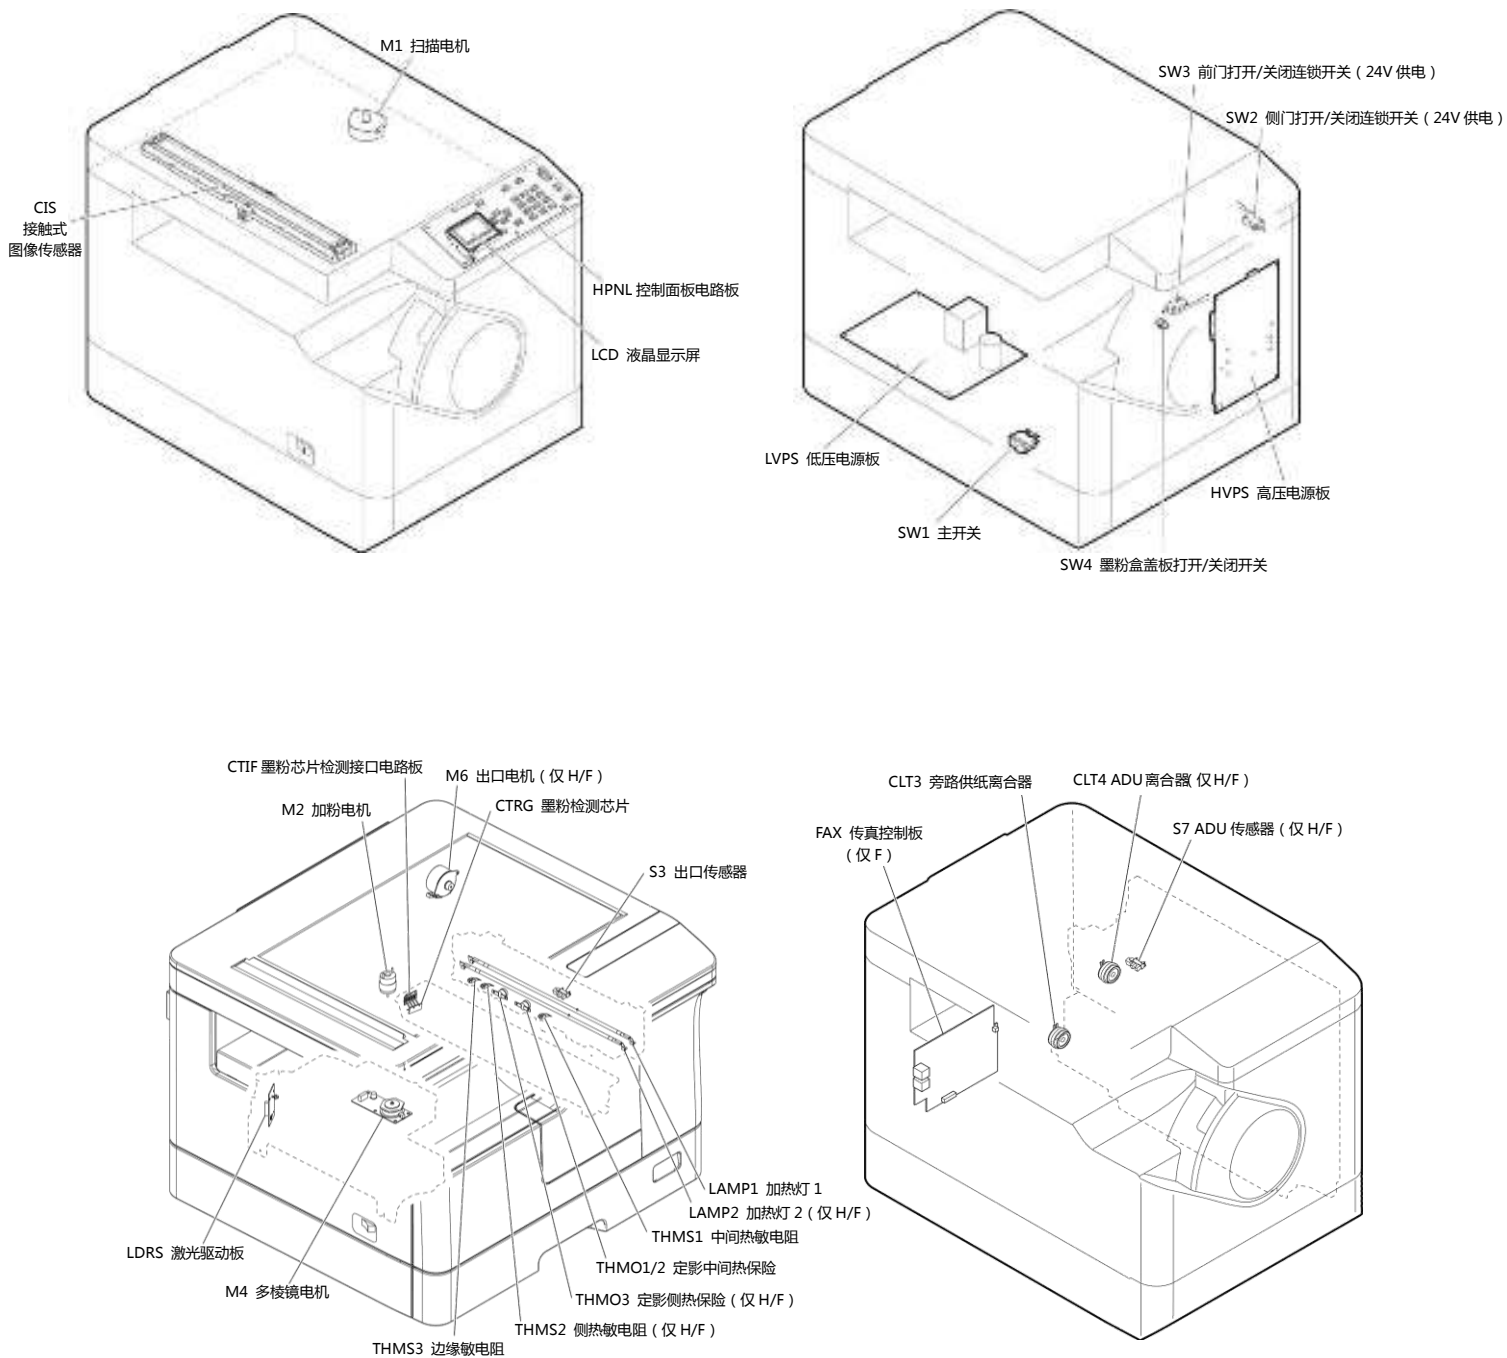 M1 扫描电机
CIS
接触式
图像传感器
HPNL 控制面板电路板
LCD 液晶显示屏
SW3 前门打开/关闭连锁开关（24V 供电）
SW2 侧门打开/关闭连锁开关（24V 供电）
LVPS 低压电源板
HVPS 高压电源板
SW1 主开关
SW4 墨粉盒盖板打开/关闭开关
CTIF 墨粉芯片检测接口电路板
M6 出口电机（仅 H/F）
M2 加粉电机
CTRG 墨粉检测芯片
S3 出口传感器
LAMP1 加热灯 1
LAMP2 加热灯 2（仅 H/F）
THMS1 中间热敏电阻
LDRS 激光驱动板
THMO1/2 定影中间热保险
M4 多棱镜电机
THMO3 定影侧热保险（仅 H/F）
THMS2 侧热敏电阻（仅 H/F）
THMS3 边缘敏电阻
CLT3 旁路供纸离合器
CLT4 ADU 离合器（仅 H/F）
FAX 传真控制板
（仅 F）
S7 ADU 传感器（仅 H/F）